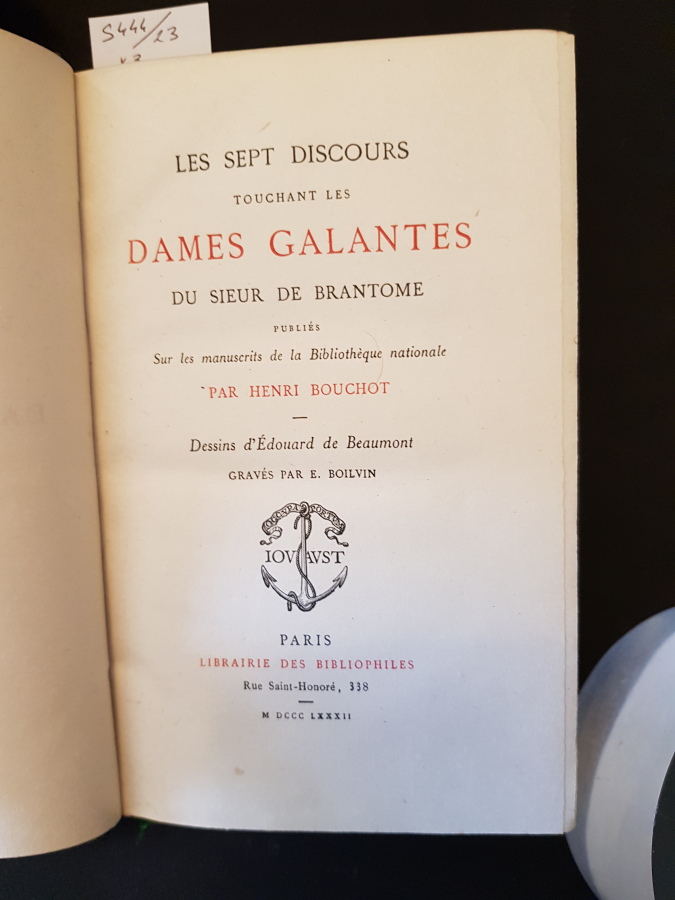 S444/23
LES SEPT DISCOURS
TOUCHANT LES
DAMES GALANTES
DU SIEUR DE BRANTOME
PUBLIÉS
Sur les manuscrits de la Bibliothèque nationale
PAR HENRI BOUCHOT
Dessins d'Édouard de Beaumont
GRAVÉS PAR E. BOILVIN
OCCUPA PORTUM
IOVAVST
PARIS
LIBRAIRIE DES BIBLIOPHILES
Rue Saint-Honoré, 338
M DCCC LXXXII